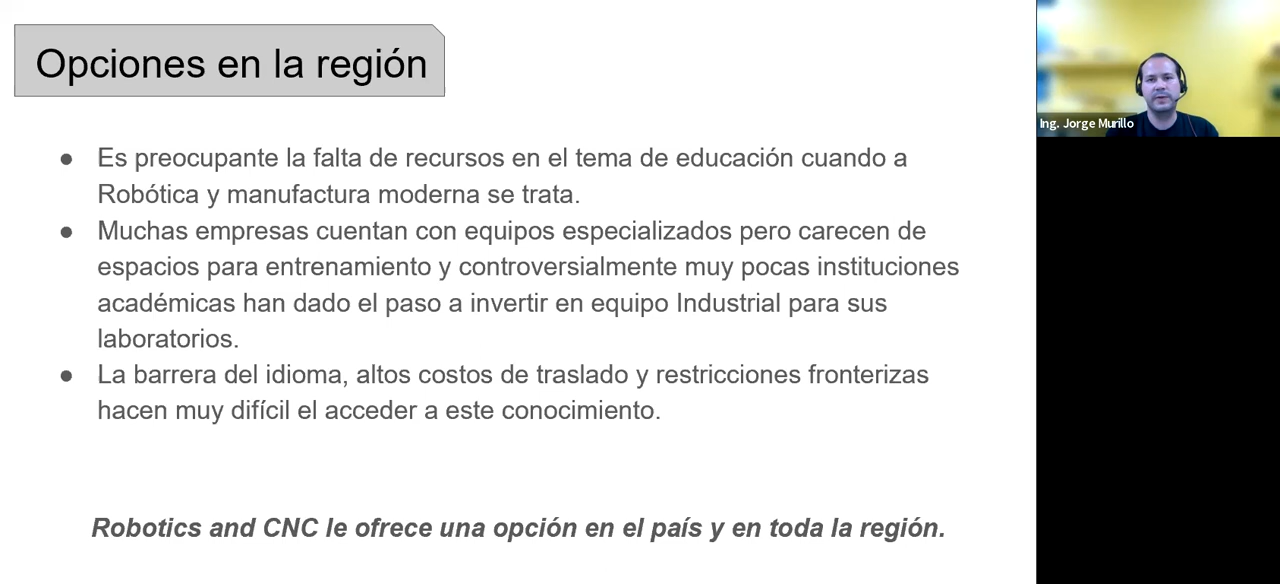 Opciones en la región
Ing. Jorge Murillo
● Es preocupante la falta de recursos en el tema de educación cuando a
Robótica y manufactura moderna se trata.
● Muchas empresas cuentan con equipos especializados pero carecen de
espacios para entrenamiento y controversialmente muy pocas instituciones
académicas han dado el paso a invertir en equipo Industrial para sus
laboratorios.
● La barrera del idioma, altos costos de traslado y restricciones fronterizas
hacen muy difícil el acceder a este conocimiento.
Robotics and CNC le ofrece una opción en el país y en toda la región.